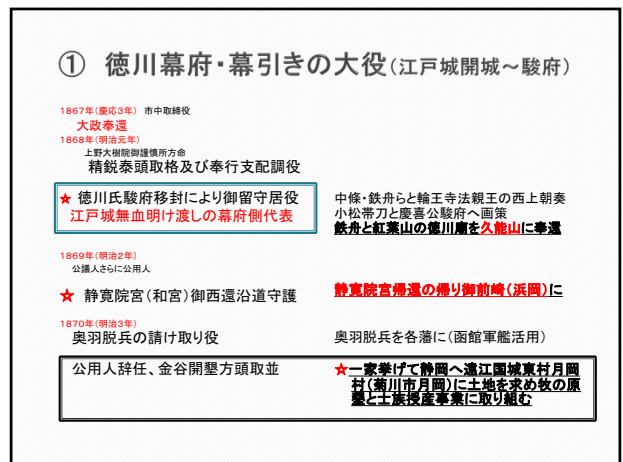 ① 徳川幕府・幕引きの大役(江戸城開城～駿府)
1867年(慶応3年) 市中取締役
大政奉還
1868年(明治元年)
上野大樹院御謹慎所方命
精鋭泰頭取格及び奉行支配調役
★ 徳川氏駿府移封により御留守居役
江戸城無血明け渡しの幕府側代表
中條・鉄舟らと輪王寺法親王の西上朝奏
小松帯刀と慶喜公駿府へ画策
鉄舟と紅葉山の徳川廟を久能山に奉遷
1869年(明治2年)
公議人さらに公用人
★ 静寛院宮(和宮)御西還沿道守護
静寛院宮帰還の帰り御前崎(浜岡)に
1870年(明治3年)
奥羽脱兵の請け取り役
奥羽脱兵を各藩に(函館軍艦活用)
公用人辞任、金谷開墾方頭取並
★一家挙げて静岡へ遠江国城東村月岡
村(菊川市月岡)に土地を求め牧の原
墾と士族授産事業に取り組む